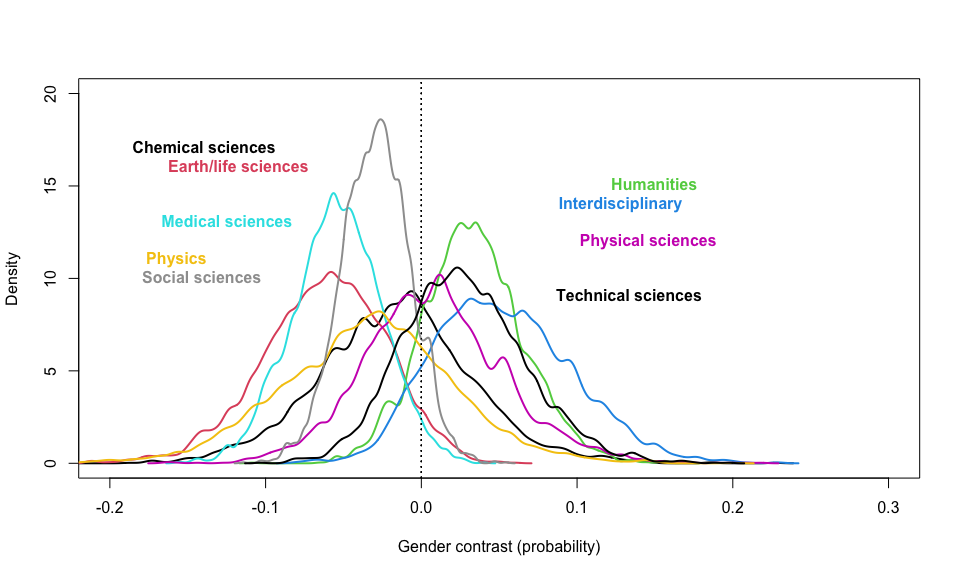 20
15
10
5
0
Density
Chemical sciences
Earth/life sciences
Medical sciences
Physics
Social sciences
Humanities
Interdisciplinary
Physical sciences
Technical sciences
-0.2 -0.1 0.0 0.1 0.2 0.3
Gender contrast (probability)